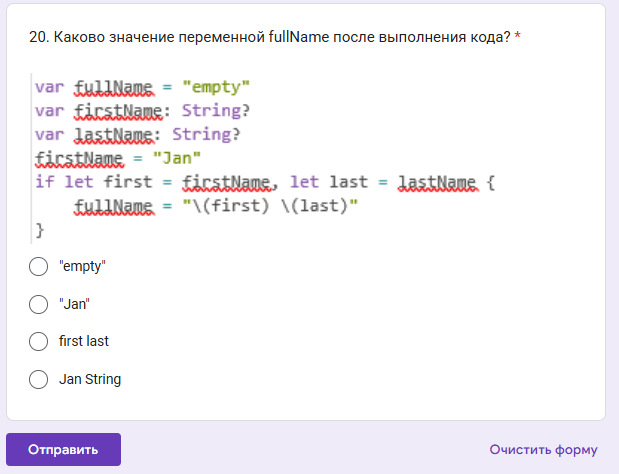 20. Каково значение переменной fullName после выполнения кода? *
var fullName = "empty"
var firstName: String?
var lastName: String?
firstName = "Jan"
if let first = firstName, let last = lastName {
fullName = "\(first) \(last)"
}
"empty"
"Jan"
first last
Jan String
Отправить
Очистить форму